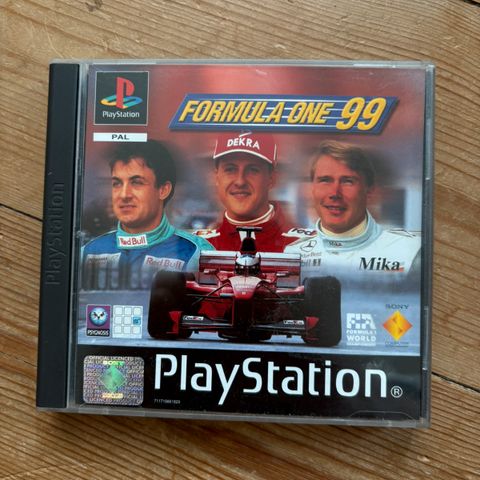 PlayStation
PAL
FORMULA ONE 99
DEKRA
Red Bull
Red Bull
Mika
PSYGNOSIS
FIA
FORMULA 1
WORLD
CHAMPIONSHIP
SONY
PlayStation®
PlayStation